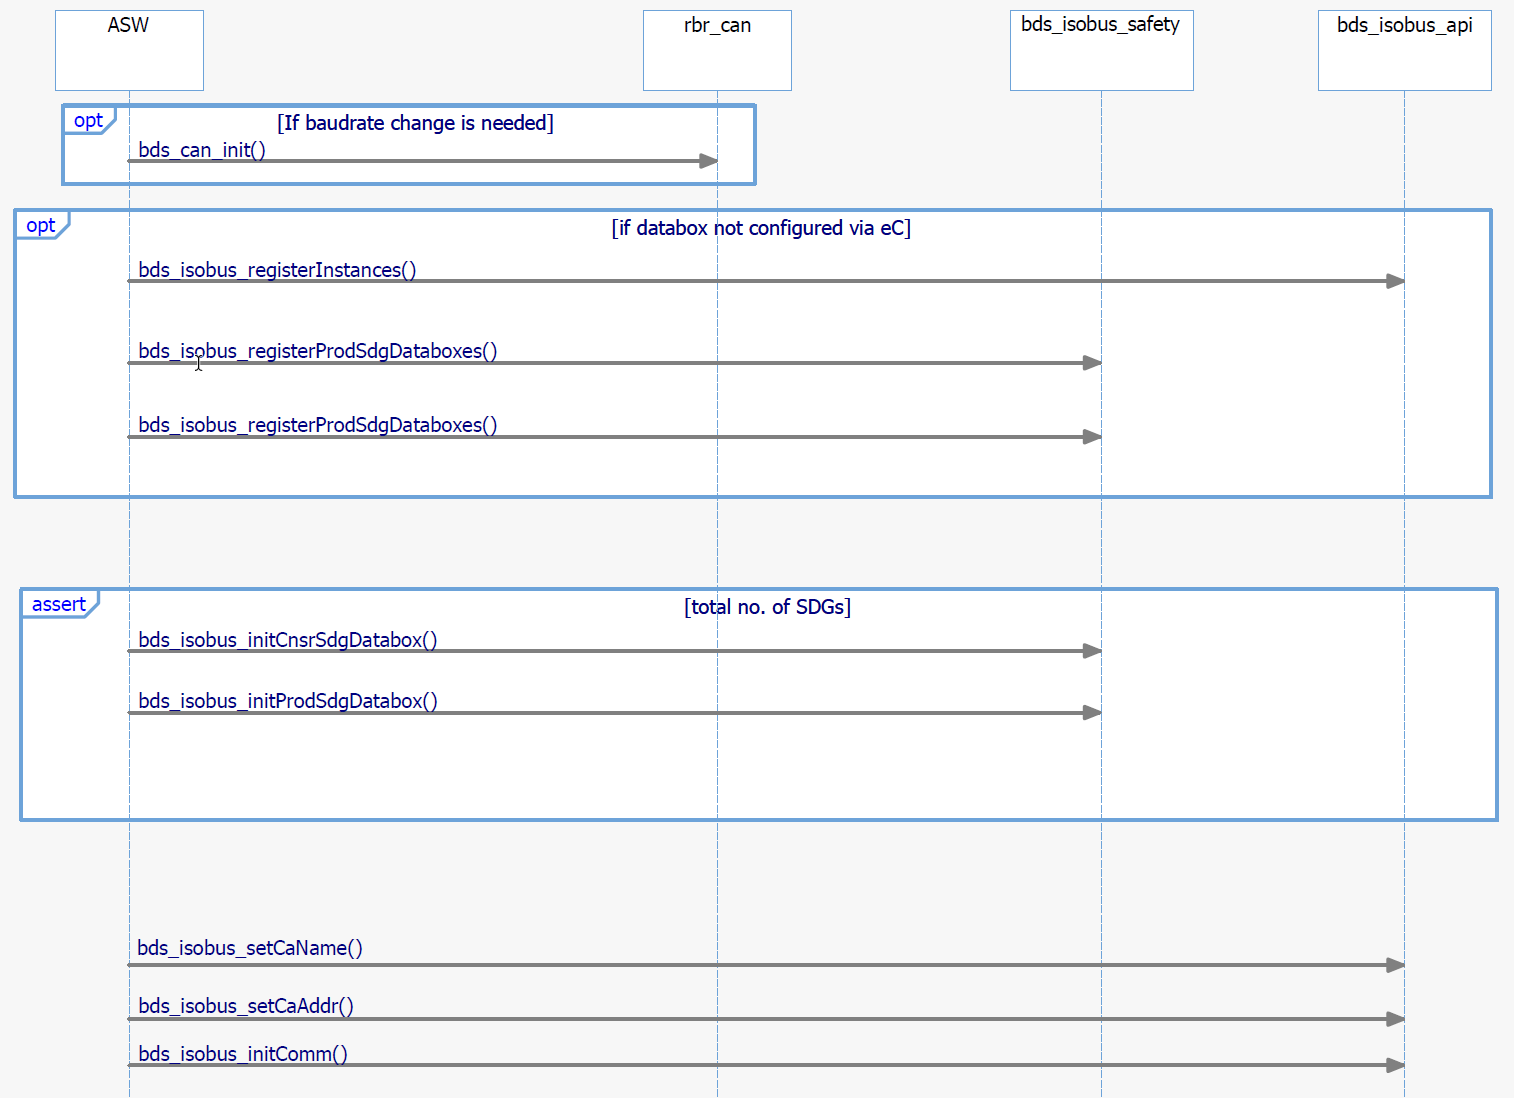 ASW
rbr_can
bds_isobus_safety
bds_isobus_api
opt
[If baudrate change is needed]
bds_can_init()
opt
[if databox not configured via eC]
bds_isobus_registerInstances()
bds_isobus_registerProdSdgDataboxes()
bds_isobus_registerProdSdgDataboxes()
assert
[total no. of SDGs]
bds_isobus_initCnsrSdgDatabox()
bds_isobus_initProdSdgDatabox()
bds_isobus_setCaName()
bds_isobus_setCaAddr()
bds_isobus_initComm()